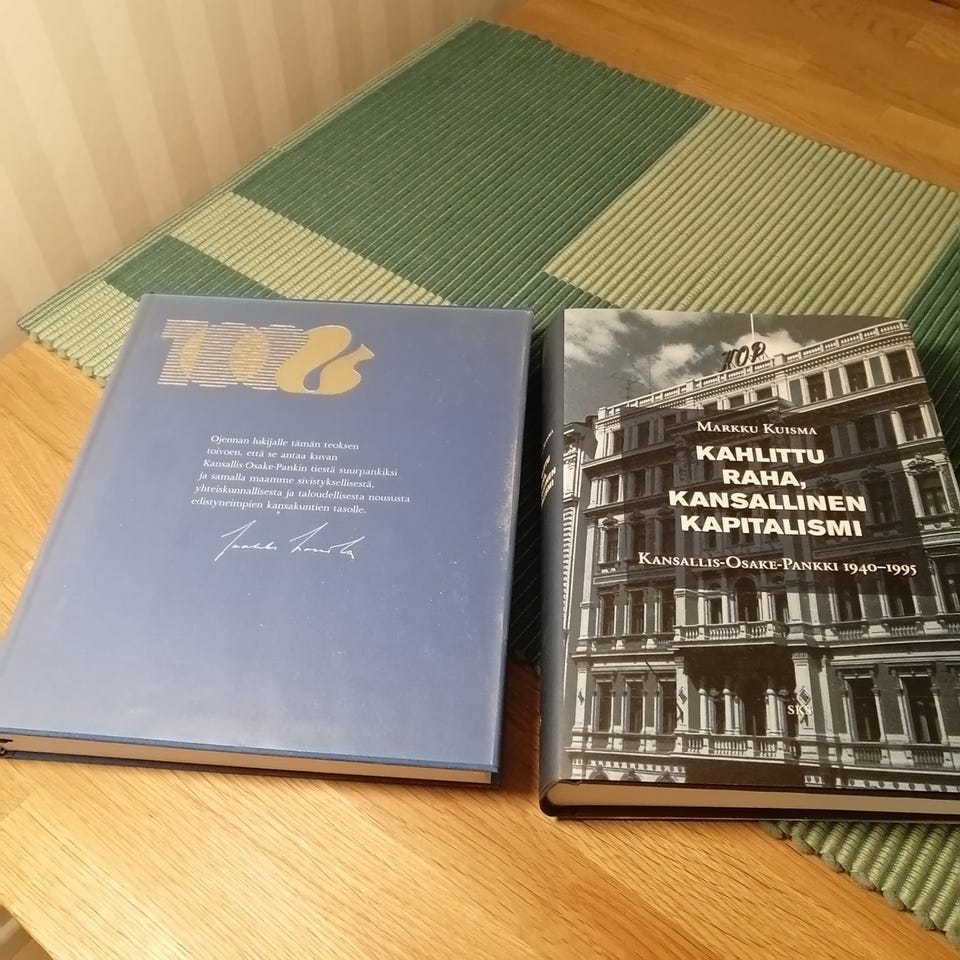 100
Ojennan lukijalle tämän teoksen
toivoen, että se antaa kuvan
Kansallis-Osake-Pankin tiestä suurpankiksi
ja samalla maamme sivistyksellisestä,
yhteiskunnallisesta ja taloudellisesta noususta
edistyneimpien kansakuntien tasolle.
KOP
MARKKU KUISMA
KAHLITTU
RAHA,
KANSALLINEN
KAPITALISMI
KANSALLIS-OSAKE-PANKKI 1940–1995
SKS